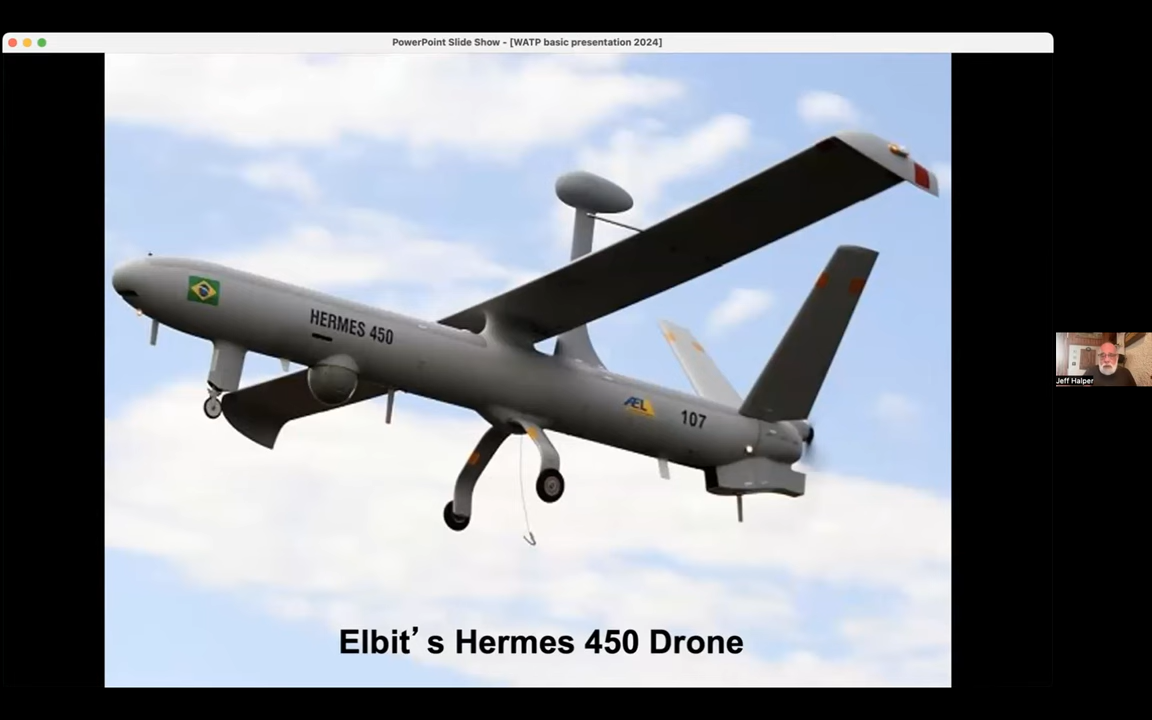 PowerPoint Slide Show - [WATP basic presentation 2024]
HERMES 450
AEL
107
Jeff Halper
Elbit's Hermes 450 Drone